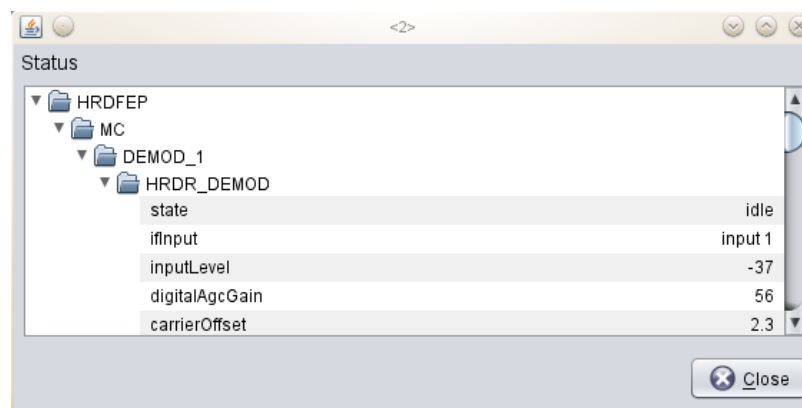 <2>
Status
HRDFEP
MC
DEMOD_1
HRDR_DEMOD
state idle
ifInput input 1
inputLevel -37
digitalAgcGain 56
carrierOffset 2.3
Close